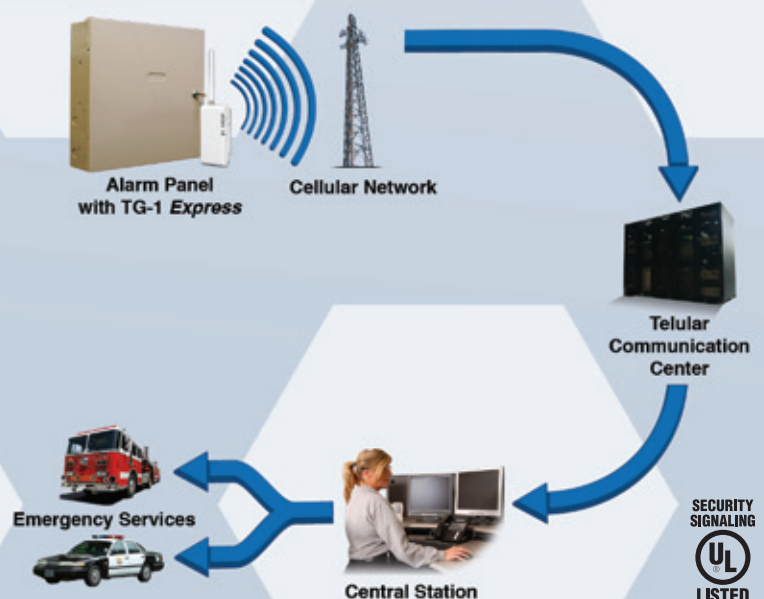 Alarm Panel
with TG-1 Express
Cellular Network
Telular
Communication
Center
Emergency Services
Central Station
SECURITY
SIGNALING
UL
®
LISTED